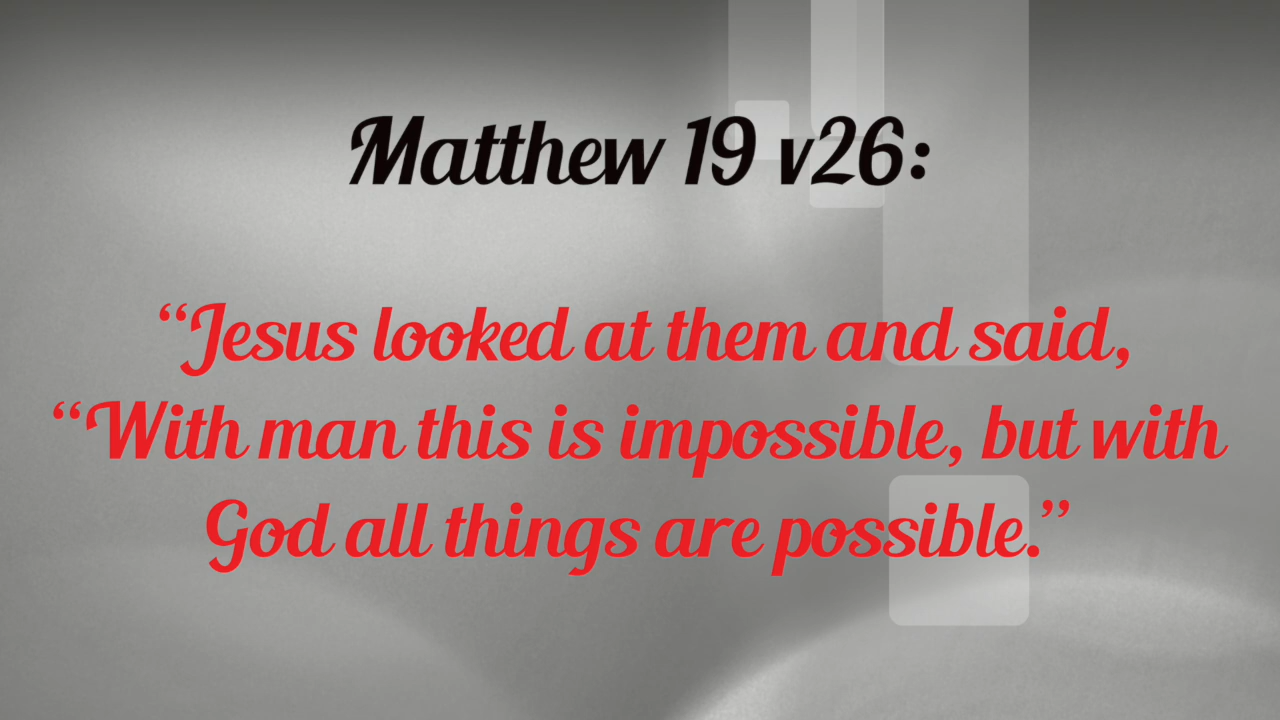 Matthew 19 v26:
“Jesus looked at them and said,
“With man this is impossible, but with
God all things are possible.”